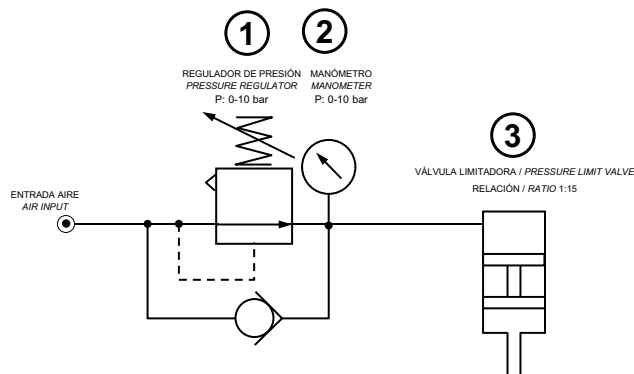 1
2
REGULADOR DE PRESIÓN
PRESSURE REGULATOR
P: 0-10 bar
MANÓMETRO
MANOMETER
P: 0-10 bar
3
VÁLVULA LIMITADORA / PRESSURE LIMIT VALVE
RELACIÓN / RATIO 1:15
ENTRADA AIRE
AIR INPUT